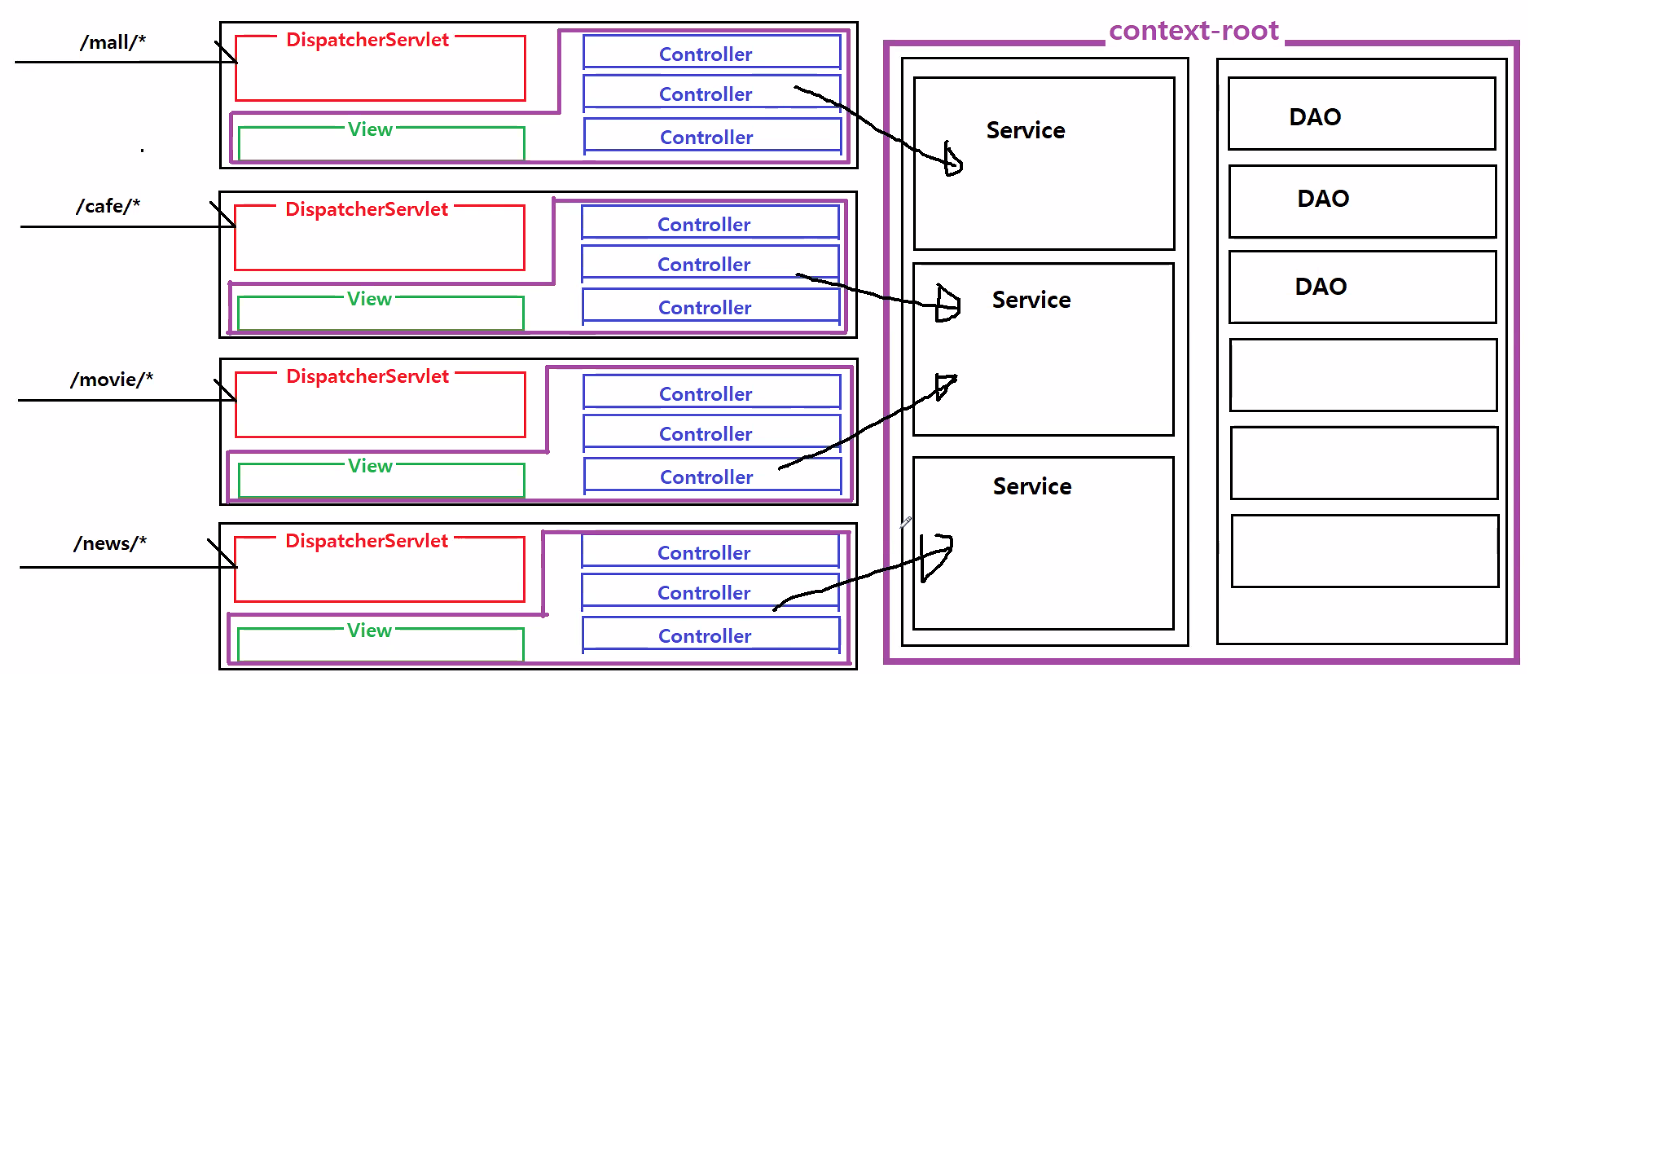 /mall/*
DispatcherServlet
View
Controller
Controller
Controller
/cafe/*
DispatcherServlet
View
Controller
Controller
Controller
/movie/*
DispatcherServlet
View
Controller
Controller
Controller
/news/*
DispatcherServlet
View
Controller
Controller
Controller
context-root
Service
Service
Service
DAO
DAO
DAO